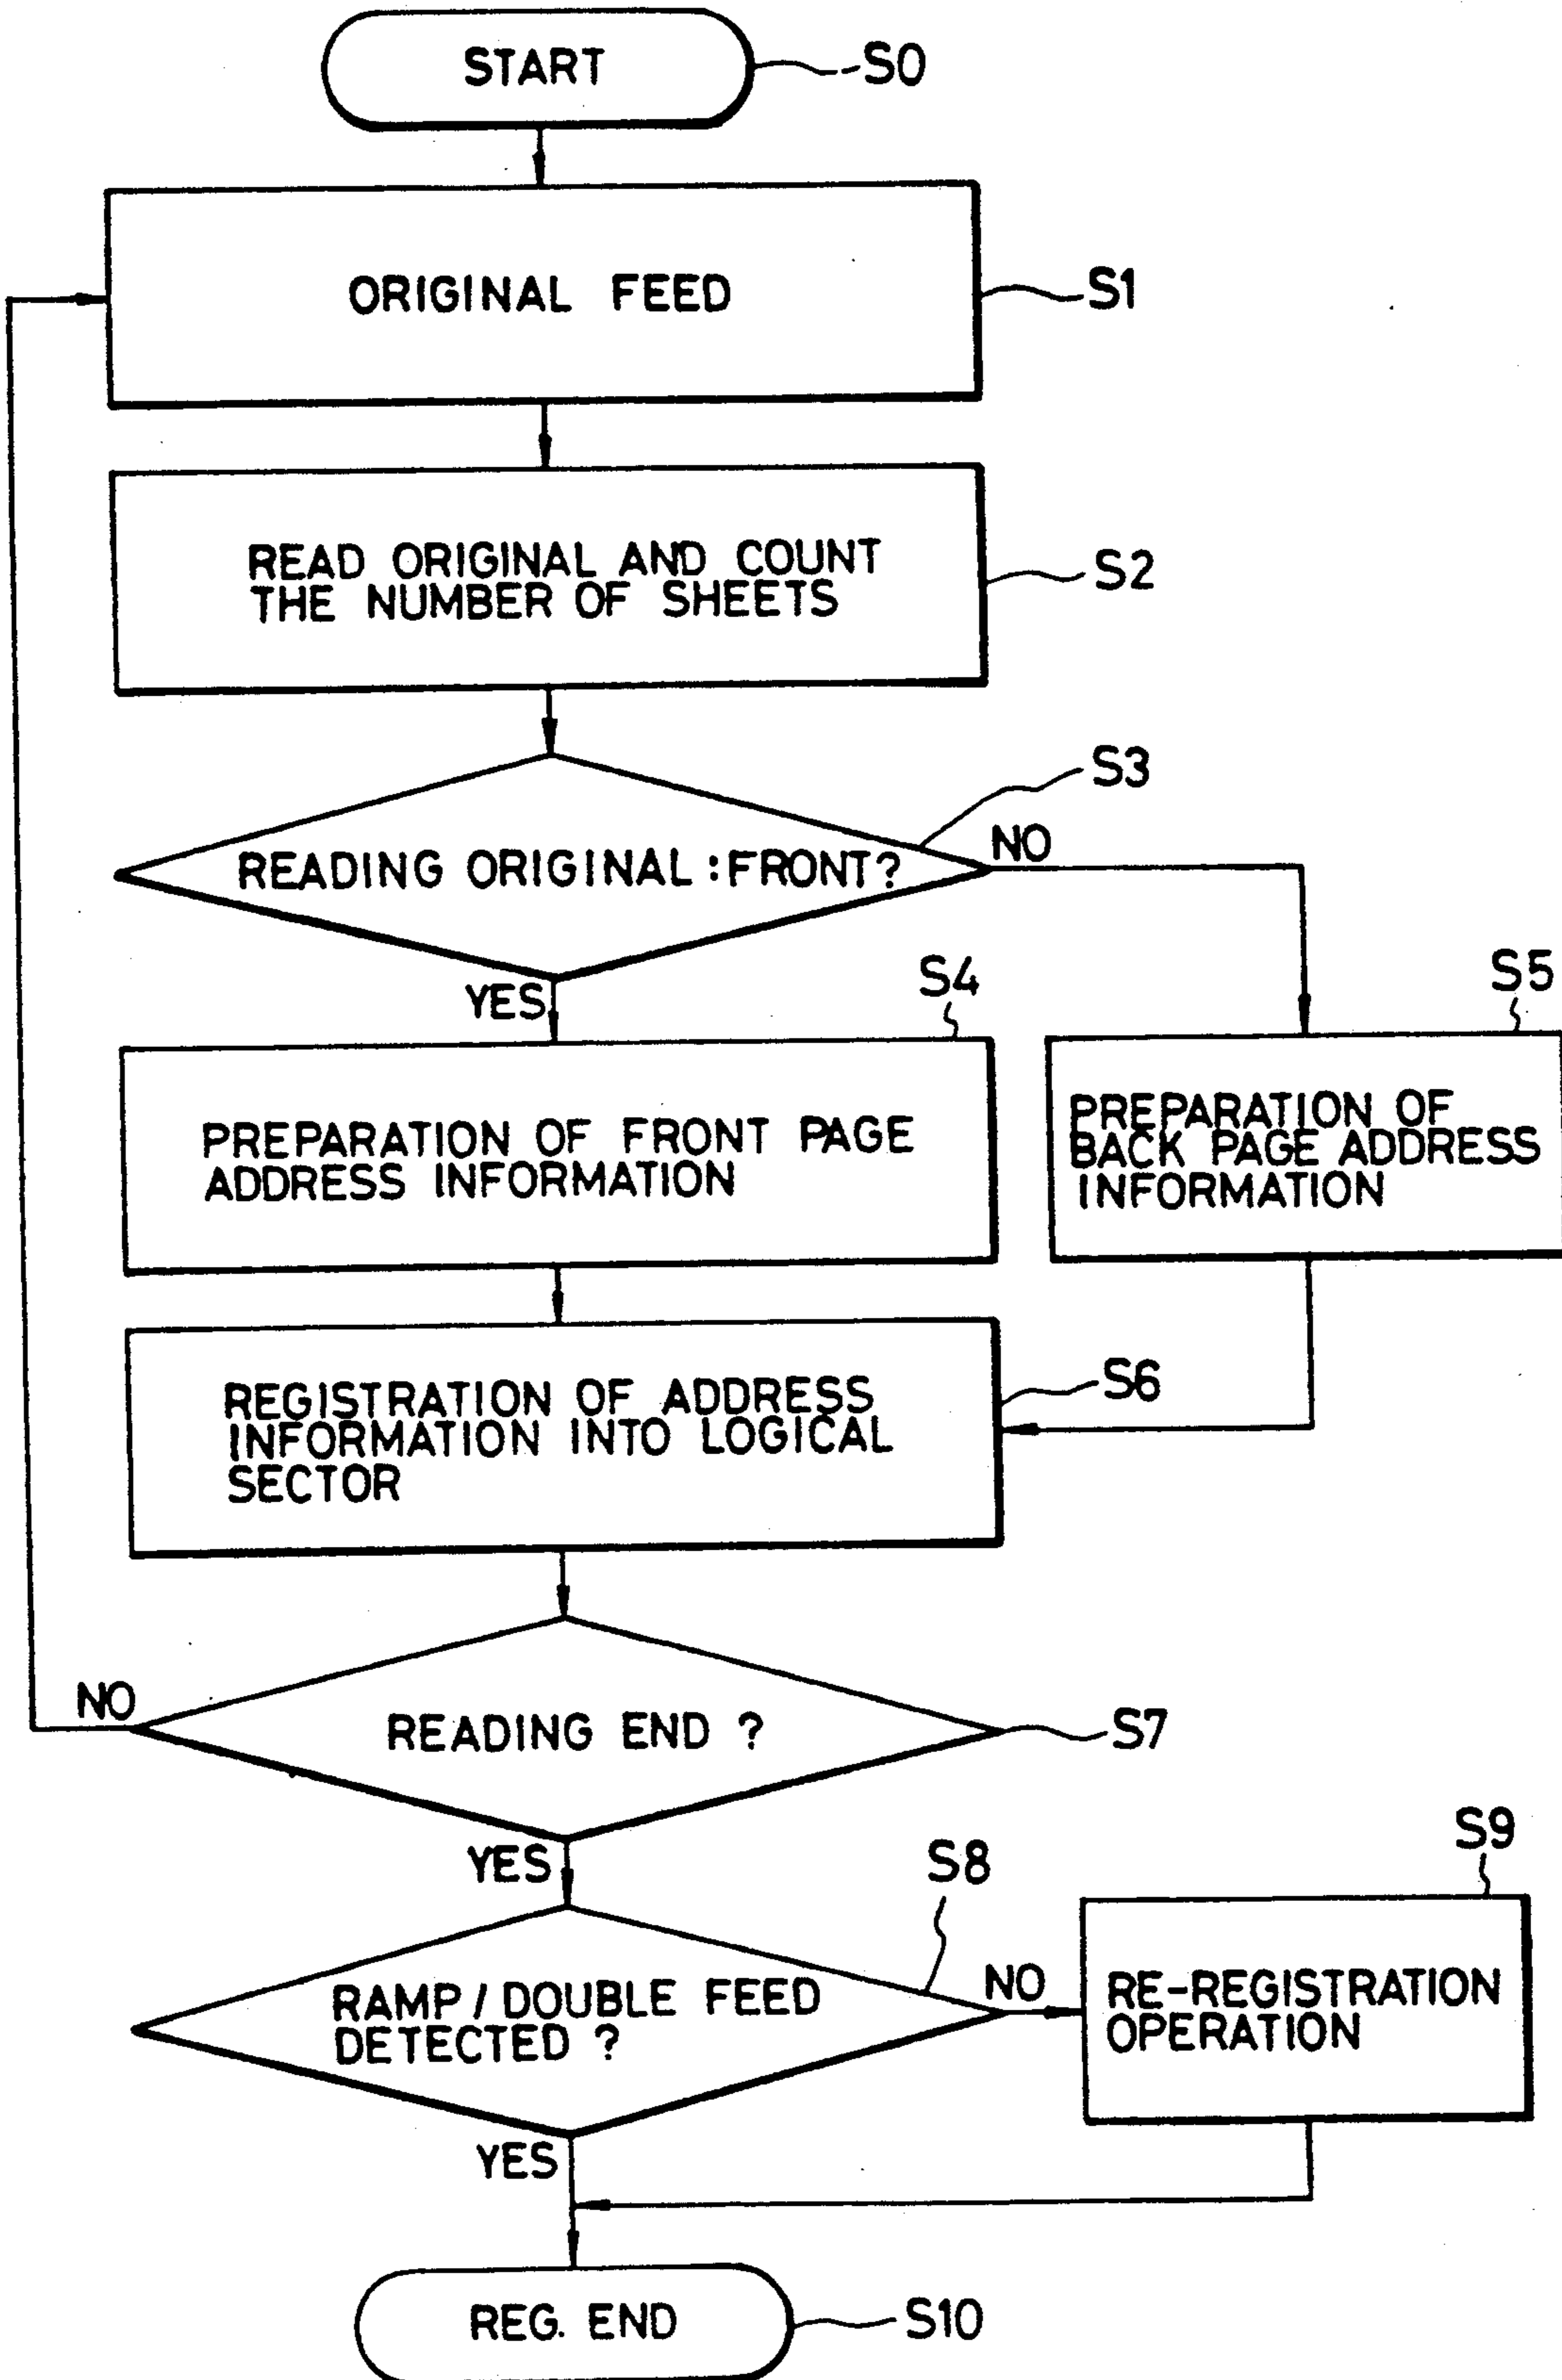 START
S0
ORIGINAL FEED
S1
READ ORIGINAL AND COUNT
THE NUMBER OF SHEETS
S2
S3
READING ORIGINAL : FRONT?
NO
YES
S4
S5
PREPARATION OF FRONT PAGE
ADDRESS INFORMATION
PREPARATION OF
BACK PAGE ADDRESS
INFORMATION
REGISTRATION OF ADDRESS
INFORMATION INTO LOGICAL
SECTOR
S6
NO
READING END ?
S7
YES
S8
S9
RAMP / DOUBLE FEED
DETECTED ?
NO
RE-REGISTRATION
OPERATION
YES
REG. END
S10